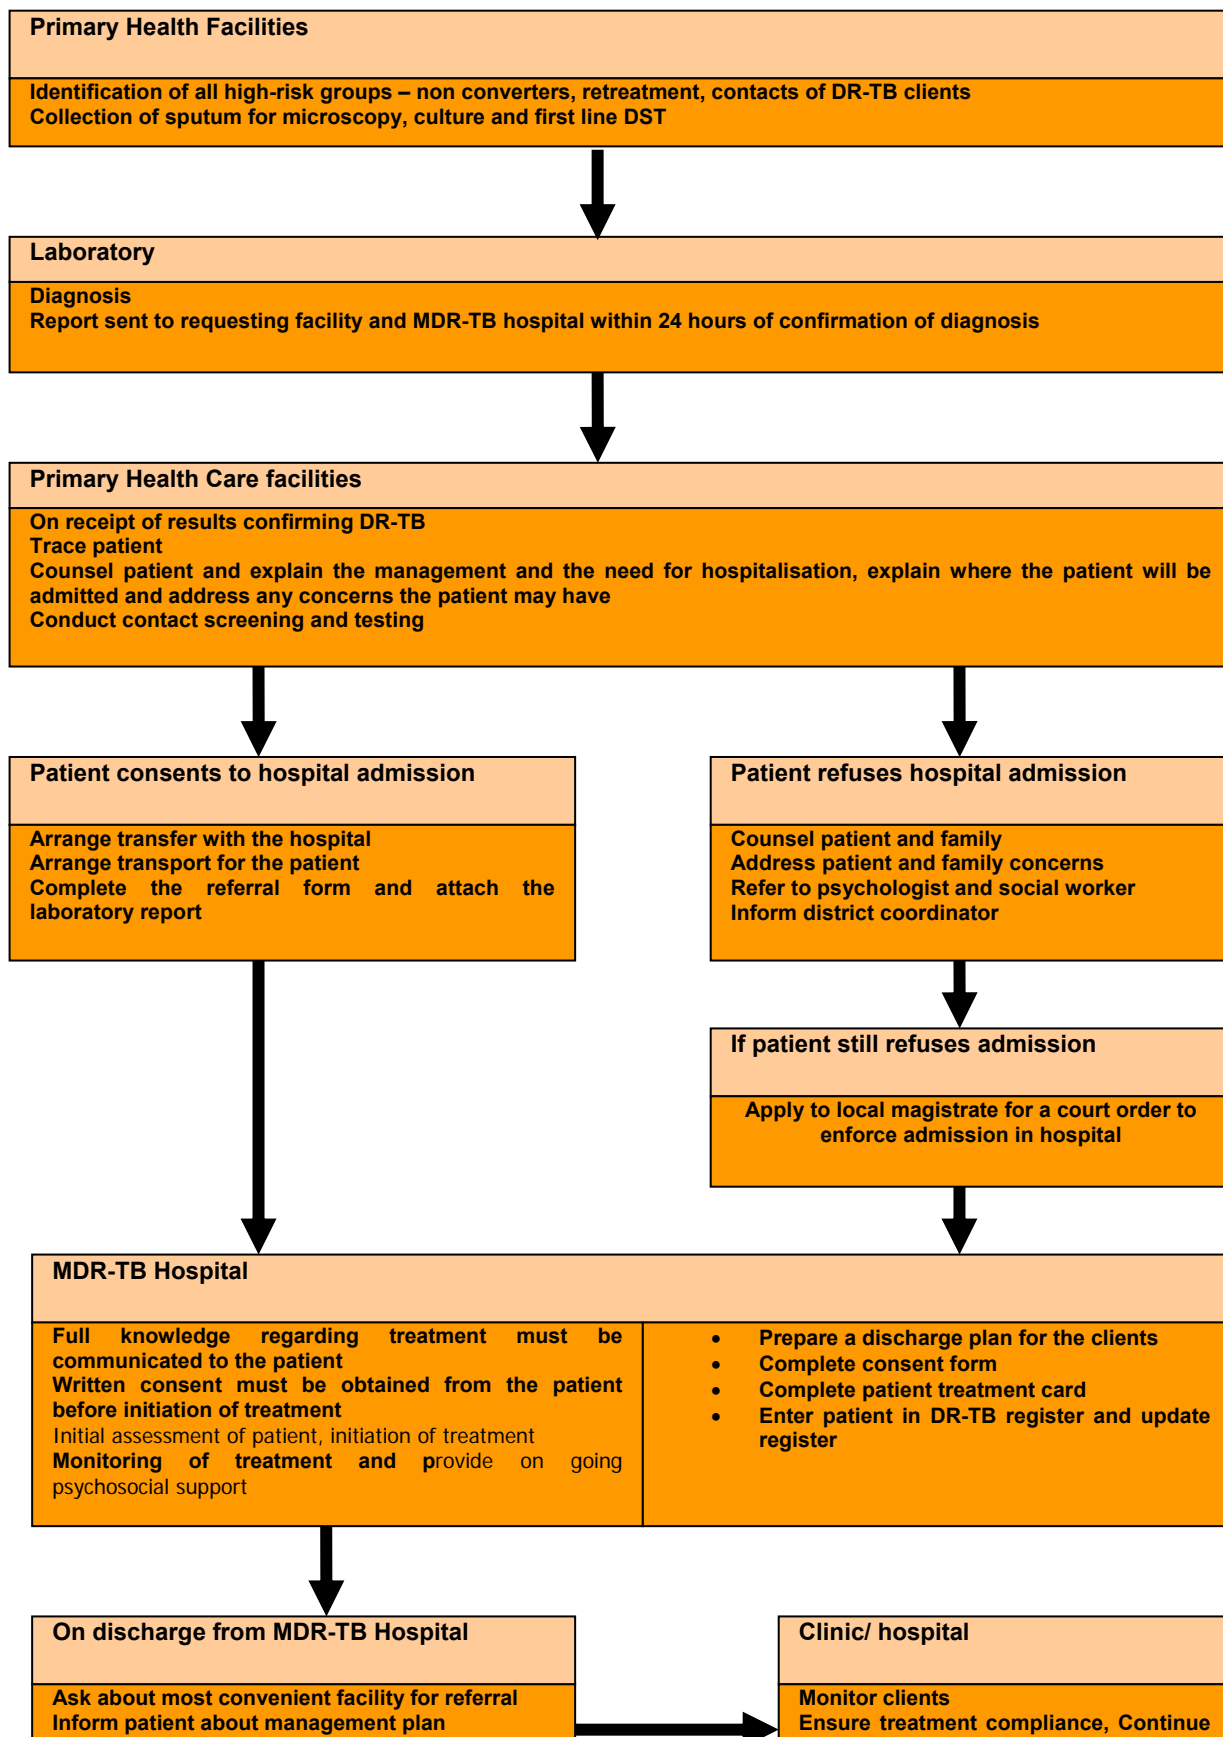 Primary Health Facilities
Identification of all high-risk groups – non converters, retreatment, contacts of DR-TB clients
Collection of sputum for microscopy, culture and first line DST
Laboratory
Diagnosis
Report sent to requesting facility and MDR-TB hospital within 24 hours of confirmation of diagnosis
Primary Health Care facilities
On receipt of results confirming DR-TB
Trace patient
Counsel patient and explain the management and the need for hospitalisation, explain where the patient will be
admitted and address any concerns the patient may have
Conduct contact screening and testing
Patient consents to hospital admission
Arrange transfer with the hospital
Arrange transport for the patient
Complete the referral form and attach the
laboratory report
Patient refuses hospital admission
Counsel patient and family
Address patient and family concerns
Refer to psychologist and social worker
Inform district coordinator
If patient still refuses admission
Apply to local magistrate for a court order to
enforce admission in hospital
MDR-TB Hospital
Full knowledge regarding treatment must be
communicated to the patient
Written consent must be obtained from the patient
before initiation of treatment
Initial assessment of patient, initiation of treatment
Monitoring of treatment and provide on going
psychosocial support
• Prepare a discharge plan for the clients
• Complete consent form
• Complete patient treatment card
• Enter patient in DR-TB register and update
register
On discharge from MDR-TB Hospital
Ask about most convenient facility for referral
Inform patient about management plan
Clinic/ hospital
Monitor clients
Ensure treatment compliance, Continue